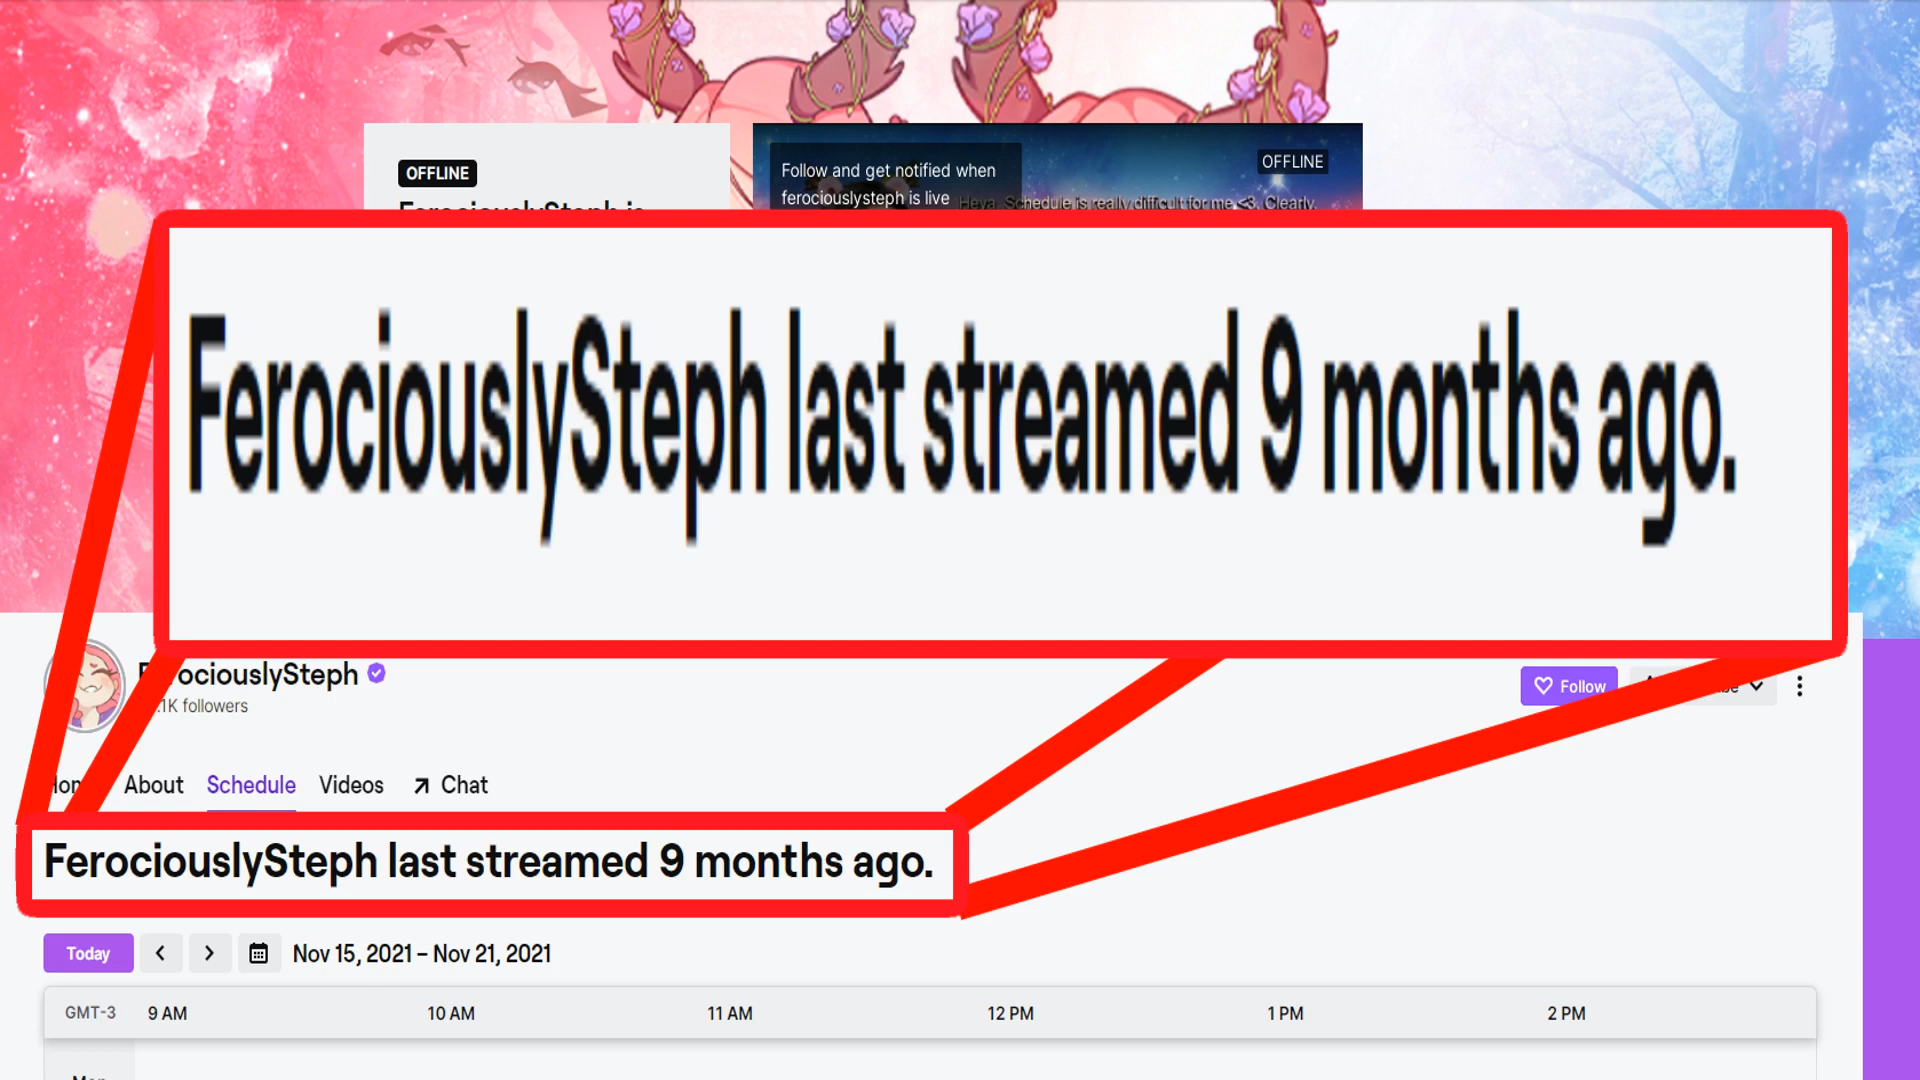 OFFLINE
Follow and get notified when
ferociouslysteph is live
OFFLINE
Heya. Schedule is really difficult for me <3. Clearly.
FerociouslySteph last streamed 9 months ago.
FerociouslySteph
.1K followers
Follow
About Schedule Videos Chat
FerociouslySteph last streamed 9 months ago.
Today Nov 15, 2021 – Nov 21, 2021
GMT-3 9 AM 10 AM 11 AM 12 PM 1 PM 2 PM